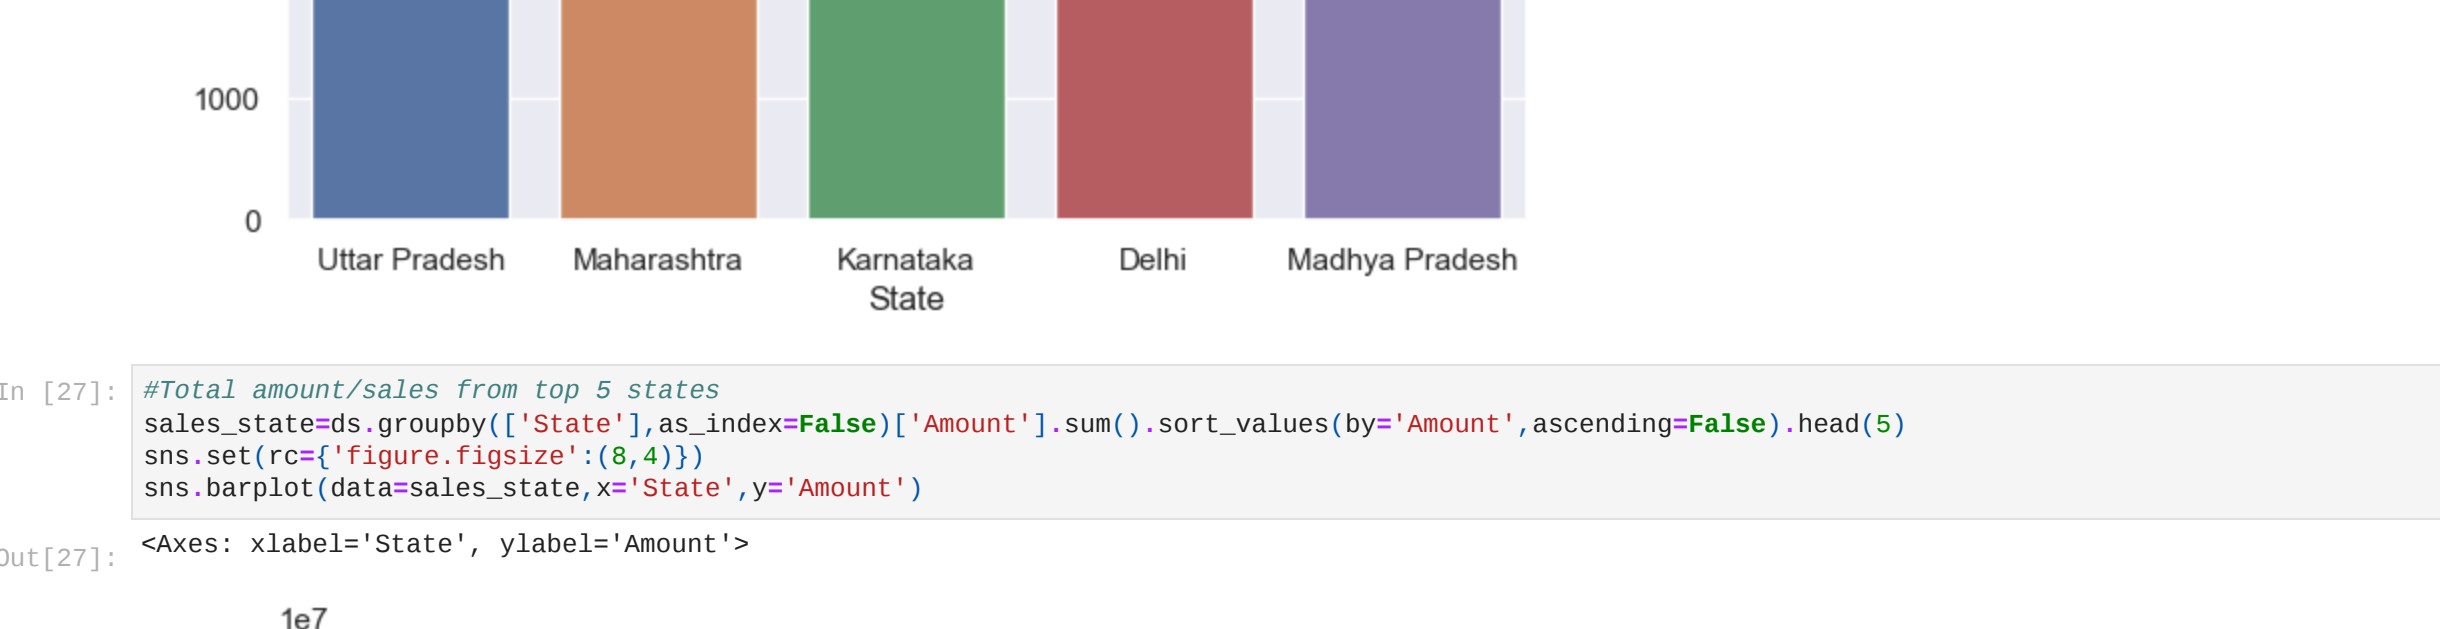 1000
0
Uttar Pradesh Maharashtra Karnataka Delhi Madhya Pradesh
State
In [27]:
#Total amount/sales from top 5 states
sales_state=ds.groupby(['State'],as_index=False)['Amount'].sum().sort_values(by='Amount',ascending=False).head(5)
sns.set(rc={'figure.figsize':(8,4)})
sns.barplot(data=sales_state,x='State',y='Amount')
Out[27]:
<Axes: xlabel='State', ylabel='Amount'>
1e7